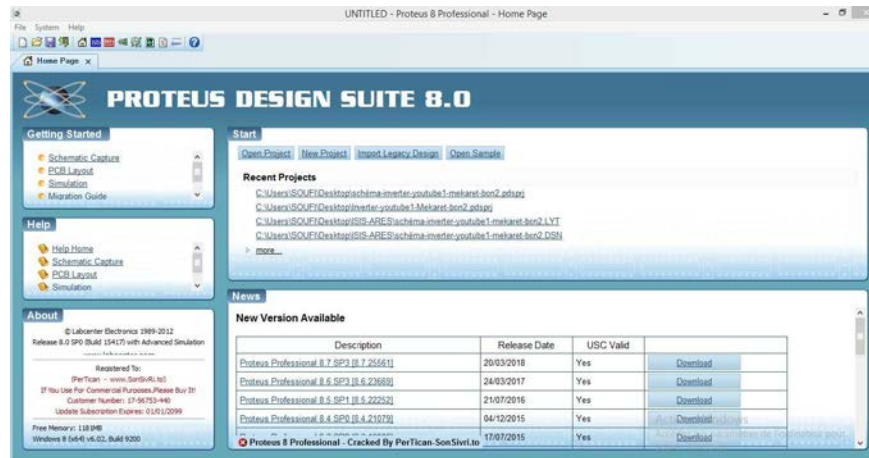 UNTITLED - Proteus 8 Professional - Home Page
File System Help
Home Page x
PROTEUS DESIGN SUITE 8.0
Getting Started
Schematic Capture
PCB Layout
Simulation
Migration Guide
Help
Help Home
Schematic Capture
PCB Layout
Simulation
About
© Labcenter Electronics 1989-2012
Release 8.0 SP0 (Build 15417) with Advanced Simulation
Registered To:
(PerTican - www.SonSivRi.to)
If You Use For Commercial Purposes,Please Buy It!
Customer Number: 17-56753-440
Update Subscription Expires: 01/01/2099
Free Memory: 1181MB
Windows 8 (x64) v6.02, Build 9200
Start
Open Project New Project Import Legacy Design Open Sample
Recent Projects
C:\Users\SOUFI\Desktop\schéma-inverter-youtube1-mekaret-bon2.pdsprj
C:\Users\SOUFI\Desktop\Inverter-youtube1-Mekaret-bon2.pdsprj
C:\Users\SOUFI\Desktop\ISIS-ARES\schéma-inverter-youtube1-mekaret-bon2.LYT
C:\Users\SOUFI\Desktop\ISIS-ARES\schéma-inverter-youtube1-mekaret-bon2.DSN
more...
News
New Version Available
Description Release Date USC Valid
Proteus Professional 8.7 SP3 [8.7.25561] 20/03/2018 Yes Download
Proteus Professional 8.6 SP3 [8.6.23669] 24/03/2017 Yes Download
Proteus Professional 8.5 SP1 [8.5.22252] 21/07/2016 Yes Download
Proteus Professional 8.4 SP0 [8.4.21079] 04/12/2015 Yes Download
17/07/2015 Yes Download
Proteus 8 Professional - Cracked By PerTican-SonSivri.to